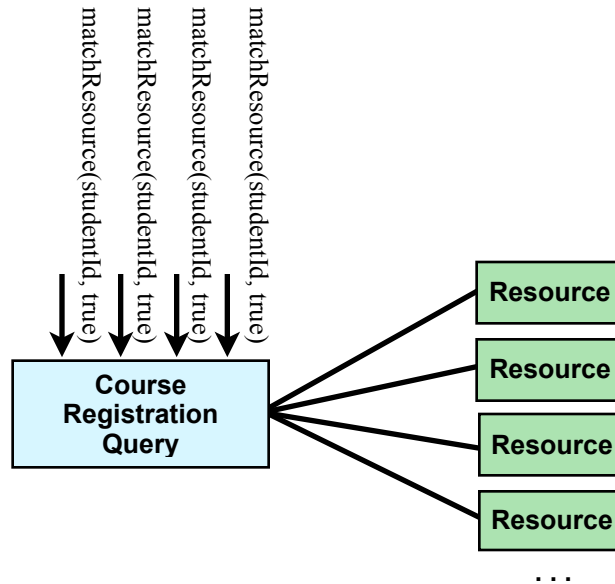 matchResource(studentId, true)
matchResource(studentId, true)
matchResource(studentId, true)
matchResource(studentId, true)
Course
Registration
Query
Resource
Resource
Resource
Resource
...